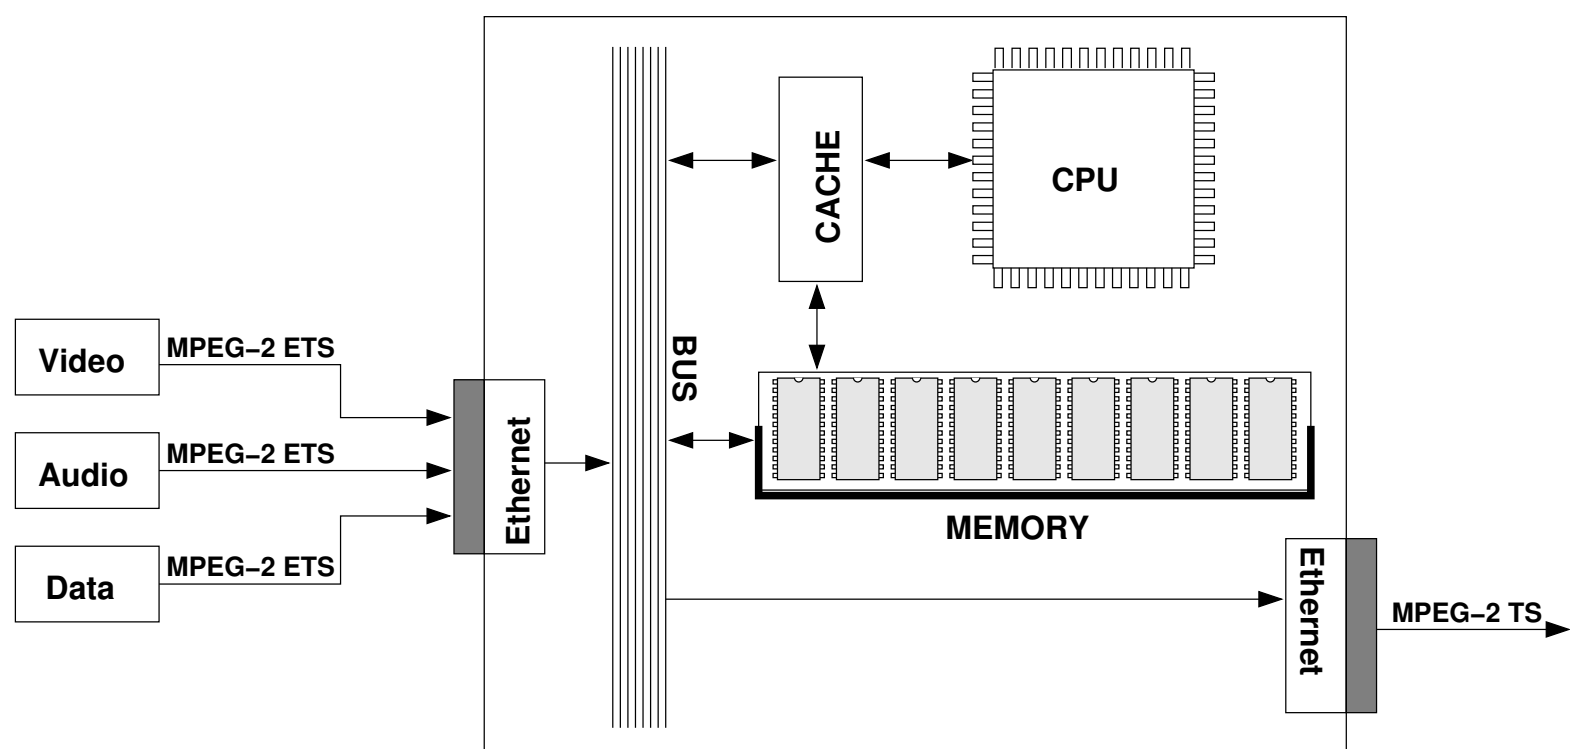 CACHE
CPU
Video
MPEG−2 ETS
BUS
Audio
MPEG−2 ETS
Ethernet
MEMORY
Data
MPEG−2 ETS
Ethernet
MPEG−2 TS